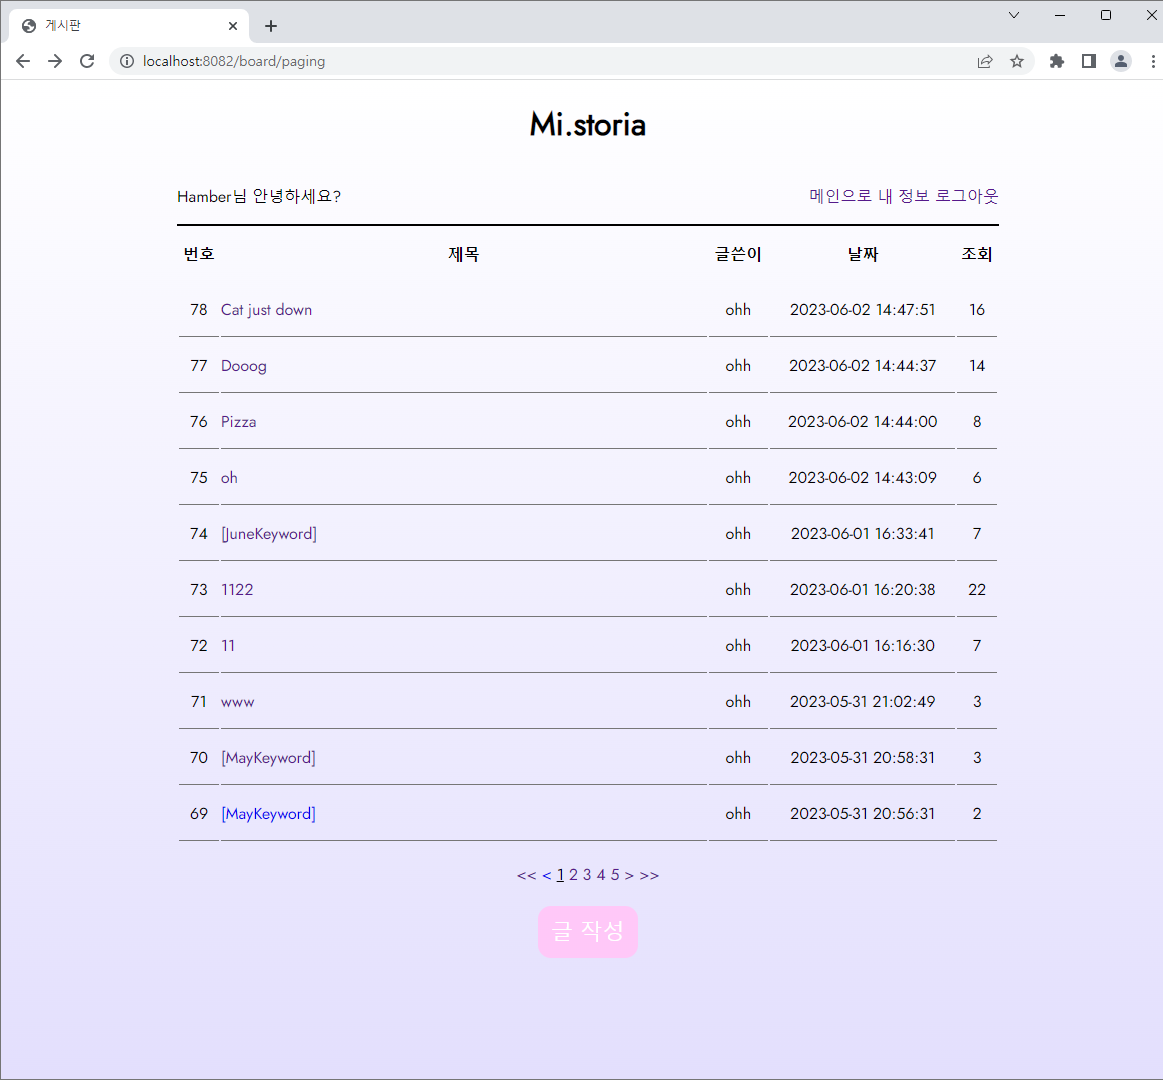 게시판
localhost:8082/board/paging
Mi.storia
Hamber님 안녕하세요? 메인으로 내 정보 로그아웃
번호 제목 글쓴이 날짜 조회
78 Cat just down ohh 2023-06-02 14:47:51 16
77 Dooog ohh 2023-06-02 14:44:37 14
76 Pizza ohh 2023-06-02 14:44:00 8
75 oh ohh 2023-06-02 14:43:09 6
74 [JuneKeyword] ohh 2023-06-01 16:33:41 7
73 1122 ohh 2023-06-01 16:20:38 22
72 11 ohh 2023-06-01 16:16:30 7
71 www ohh 2023-05-31 21:02:49 3
70 [MayKeyword] ohh 2023-05-31 20:58:31 3
69 [MayKeyword] ohh 2023-05-31 20:56:31 2
<< < 1 2 3 4 5 > >>
글 작성